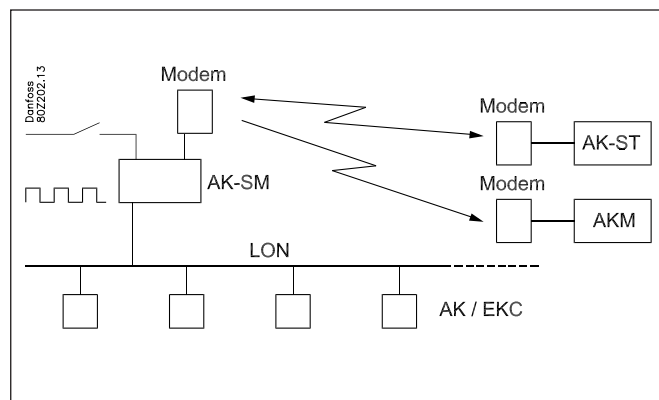 Danfoss
80Z202.13
Modem
Modem
AK-ST
AK-SM
Modem
AKM
LON
AK / EKC